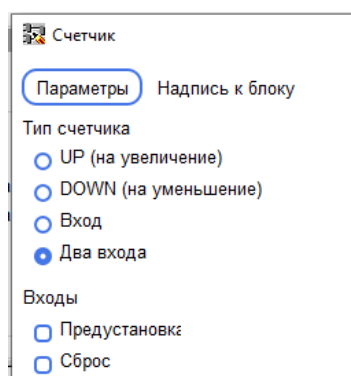 Счетчик
Параметры Надпись к блоку
Тип счетчика
UP (на увеличение)
DOWN (на уменьшение)
Вход
Два входа
Входы
Предустановка
Сброс